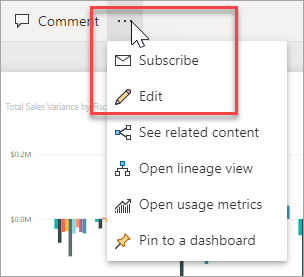 Comment ...
Subscribe
Edit
Total Sales Variance by Fisc
See related content
$0.2M
Open lineage view
Open usage metrics
$0.0M
Pin to a dashboard